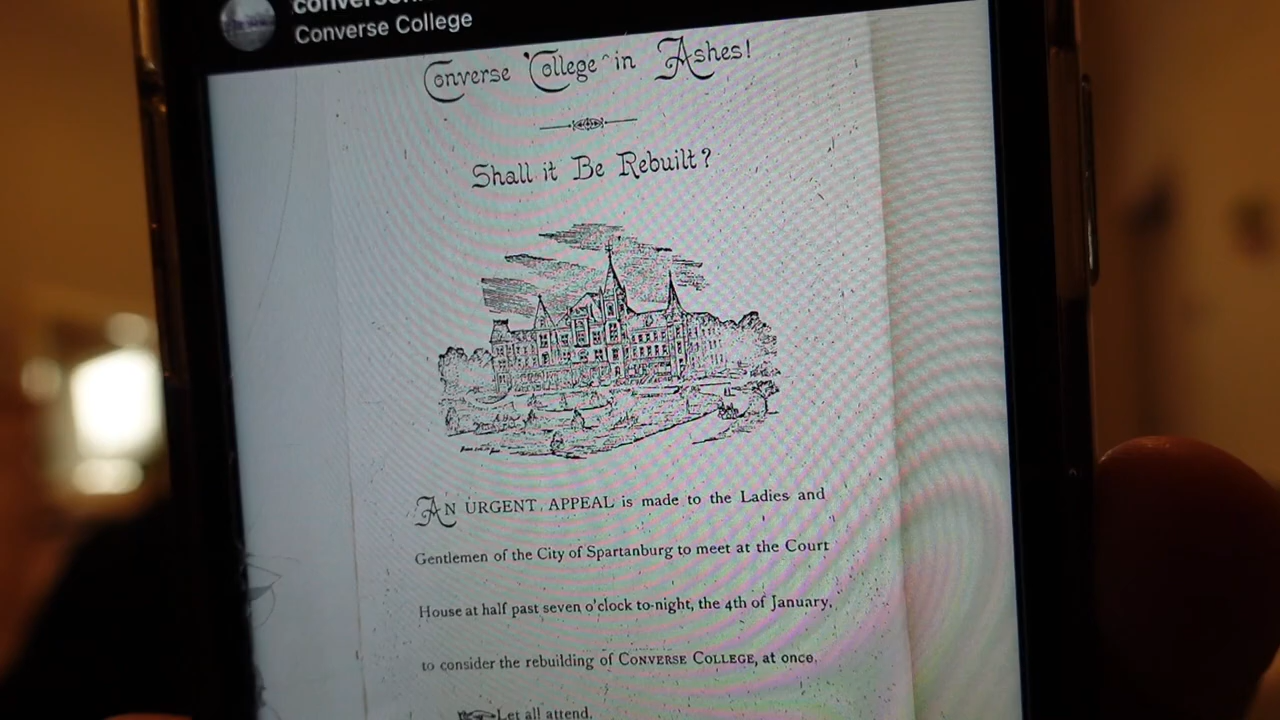 Converse College
Converse College in Ashes!
Shall it Be Rebuilt?
AN URGENT APPEAL is made to the Ladies and
Gentlemen of the City of Spartanburg to meet at the Court
House at half past seven o'clock to-night, the 4th of January,
to consider the rebuilding of CONVERSE COLLEGE, at once.
Let all attend.